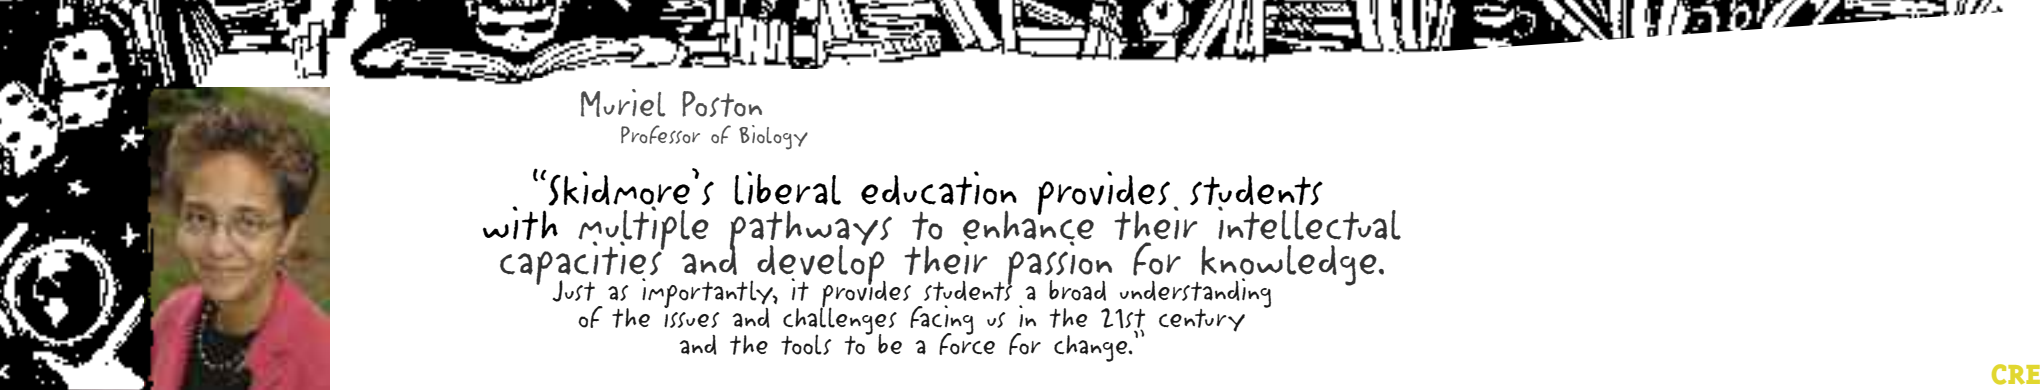 Muriel Poston
Professor of Biology
“Skidmore’s liberal education provides students
with multiple pathways to enhance their intellectual
capacities and develop their passion for knowledge.
Just as importantly, it provides students a broad understanding
of the issues and challenges facing us in the 21st century
and the tools to be a force for change.”
CRE